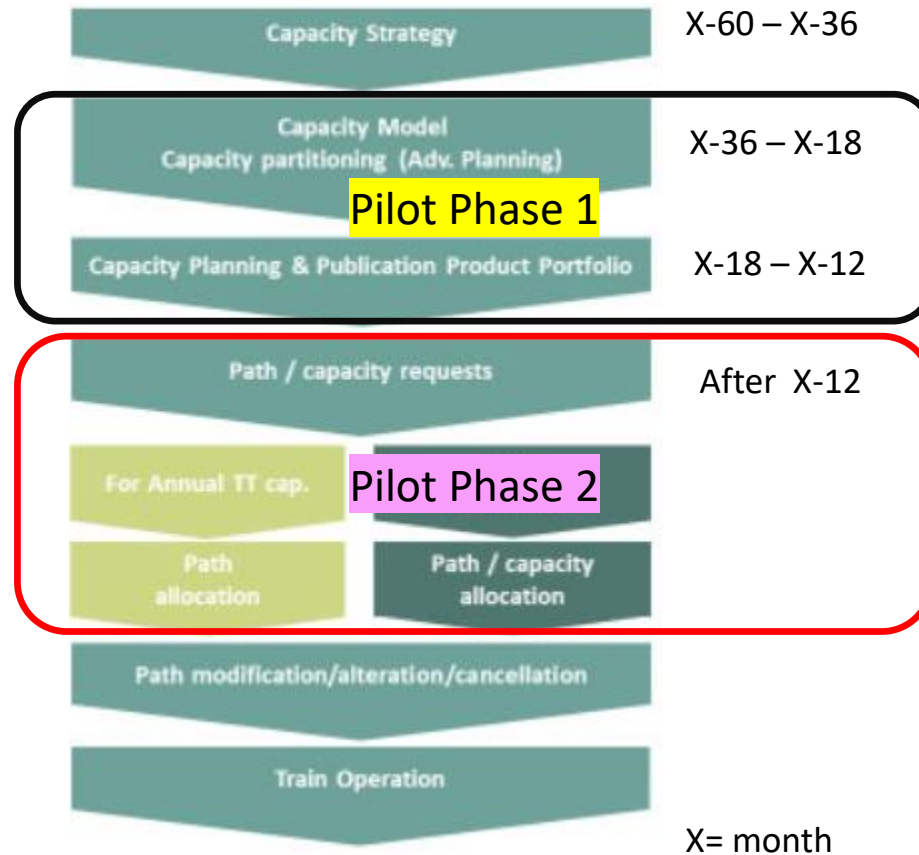 Capacity Strategy
X-60 – X-36
Capacity Model
Capacity partitioning (Adv. Planning)
X-36 – X-18
Pilot Phase 1
Capacity Planning & Publication Product Portfolio
X-18 – X-12
Path / capacity requests
After X-12
For Annual TT cap.
Pilot Phase 2
Path
allocation
Path / capacity
allocation
Path modification/alteration/cancellation
Train Operation
X= month